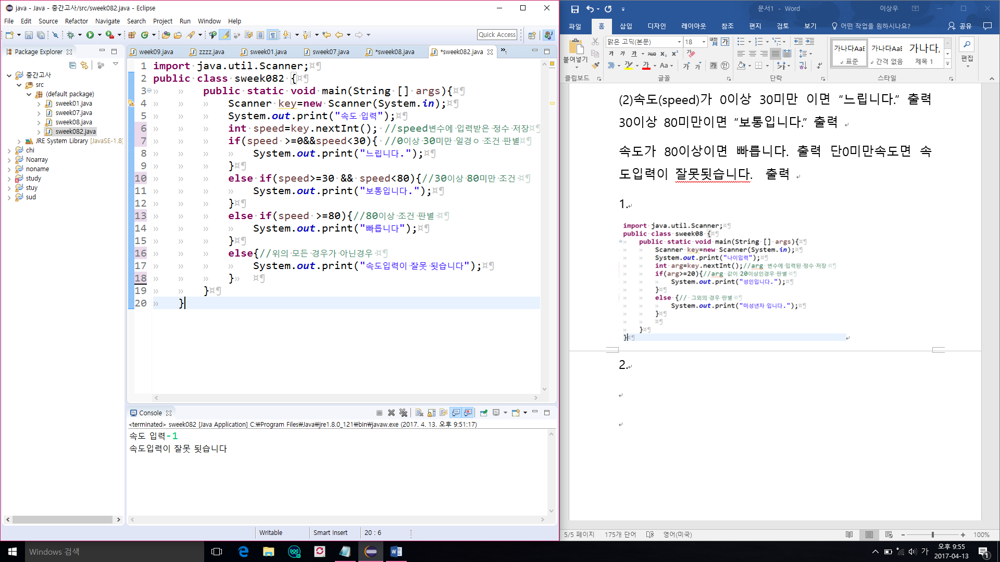 java - Java - 중간고사/src/sweek082.java - Eclipse
File Edit Source Refactor Navigate Search Project Run Window Help
Quick Access
Package Explorer
중간고사
src
(default package)
sweek01.java
sweek07.java
sweek08.java
sweek082.java
JRE System Library [JavaSE-1.8]
chi
Noarray
noname
study
stuy
sud
week09.java zzzz.java sweek01.java sweek07.java *sweek08.java *sweek082.java
1 import java.util.Scanner;
2 public class sweek082 {
3 public static void main(String [] args){
4 Scanner key=new Scanner(System.in);
5 System.out.print("속도 입력");
6 int speed=key.nextInt(); //speed변수에 입력받은 정수 저장
7 if(speed >=0&&speed<30){ //0이상 30미만 일경ㅇ 조건 판별
8 System.out.print("느립니다.");
9 }
10 else if(speed>=30 && speed<80){//30이상 80미만 조건
11 System.out.print("보통입니다.");
12 }
13 else if(speed >=80){//80이상 조건 판별
14 System.out.print("빠릅니다");
15 }
16 else{//위의 모든 경우가 아닌경우
17 System.out.print("속도입력이 잘못 됫습니다");
18 }
19 }
20 }
Console
<terminated> sweek082 [Java Application] C:₩Program Files₩Java₩jre1.8.0_121₩bin₩javaw.exe (2017. 4. 13. 오후 9:51:17)
속도 입력-1
속도입력이 잘못 됫습니다
Writable Smart Insert 20 : 6
문서1 - Word 이상우
파일 홈 삽입 디자인 레이아웃 참조 편지 검토 보기 어떤 작업을 원하시나요? 공유
붙여넣기
맑은 고딕(본문) 18
가나다AaB 가나다AaB 가나다
표준 간격 없음 제목 1
편집
클립보드 글꼴 단락 스타일
(2)속도(speed)가 0이상 30미만 이면 “느립니다.” 출력
30이상 80미만이면 “보통입니다.” 출력
속도가 80이상이면 빠릅니다. 출력 단0미만속도면 속
도입력이 잘못됫습니다. 출력
1.
import java.util.Scanner;
public class sweek08 {
public static void main(String [] args){
Scanner key=new Scanner(System.in);
System.out.print("나이입력");
int arg=key.nextInt();//arg 변수에 입력된 정수 저장
if(arg>=20){//arg 값이 20이상인경우 판별
System.out.print("성인입니다.");
}
else {// 그외의 경우 판별
System.out.print("미성년자 입니다.");
}
}
}
2.
5/5 페이지 175개 단어 영어(미국) 100%
Windows 검색
가 오후 9:55
2017-04-13
1